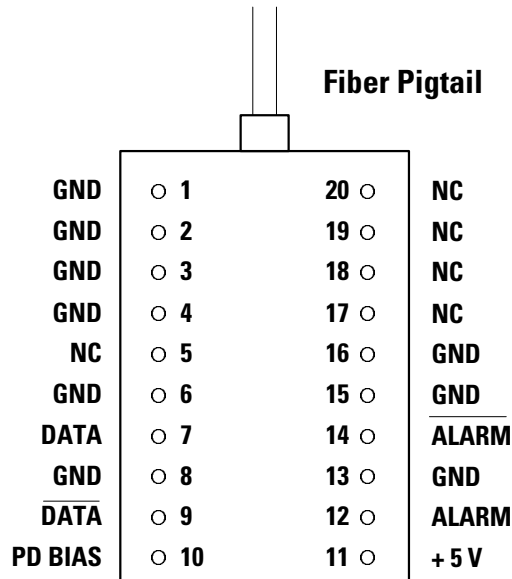 Fiber Pigtail
GND 1 20 NC
GND 2 19 NC
GND 3 18 NC
GND 4 17 NC
NC 5 16 GND
GND 6 15 GND
DATA 7 14 A̅L̅A̅R̅M̅
GND 8 13 GND
D̅A̅T̅A̅ 9 12 ALARM
PD BIAS 10 11 + 5 V